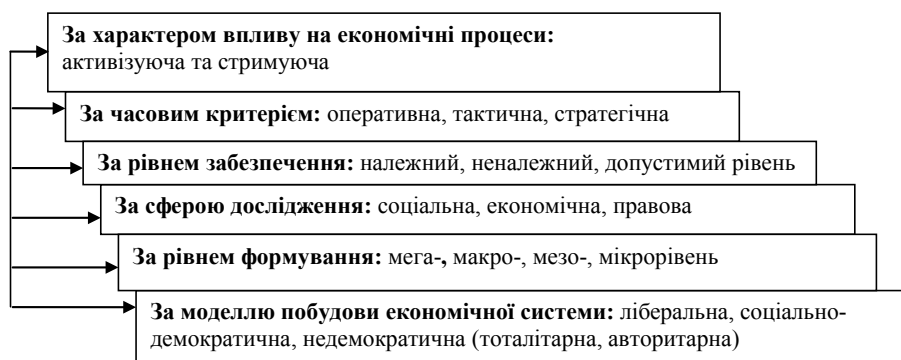 За характером впливу на економічні процеси:
активізуюча та стримуюча
За часовим критерієм: оперативна, тактична, стратегічна
За рівнем забезпечення: належний, неналежний, допустимий рівень
За сферою дослідження: соціальна, економічна, правова
За рівнем формування: мега-, макро-, мезо-, мікрорівень
За моделлю побудови економічної системи: ліберальна, соціально-
демократична, недемократична (тоталітарна, авторитарна)